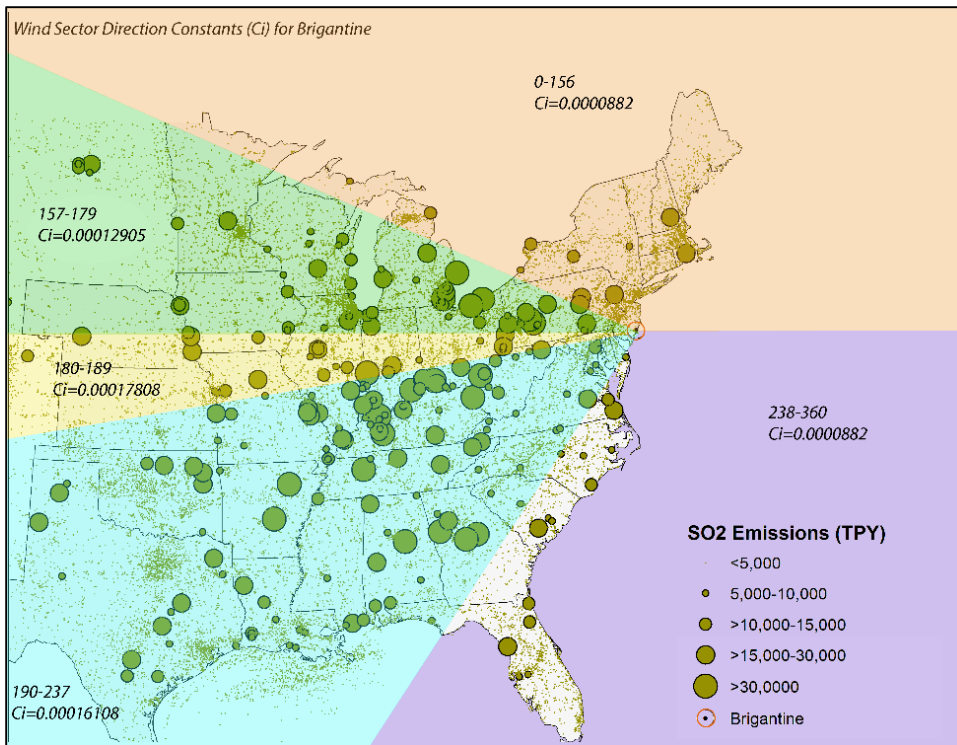 Wind Sector Direction Constants (Ci) for Brigantine
0-156
Ci=0.0000882
157-179
Ci=0.00012905
180-189
Ci=0.00017808
238-360
Ci=0.0000882
190-237
Ci=0.00016108
SO2 Emissions (TPY)
<5,000
5,000-10,000
>10,000-15,000
>15,000-30,000
>30,0000
Brigantine